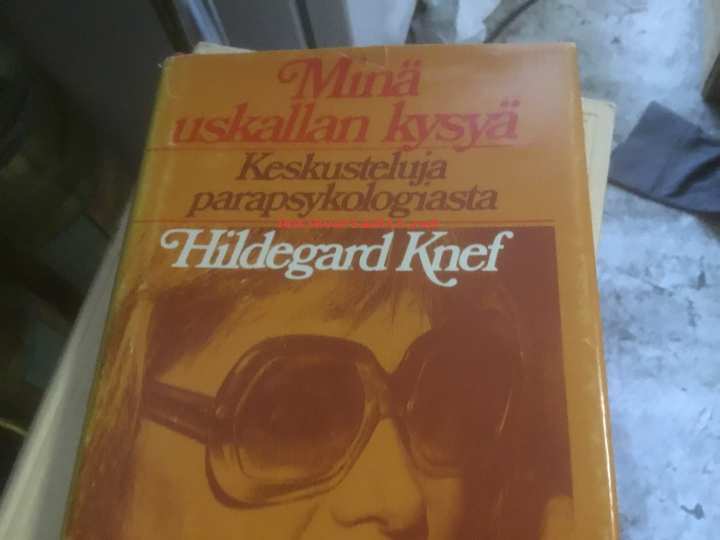 Minä
uskallan kysyä
Keskusteluja
parapsykologiasta
Hildegard Knef